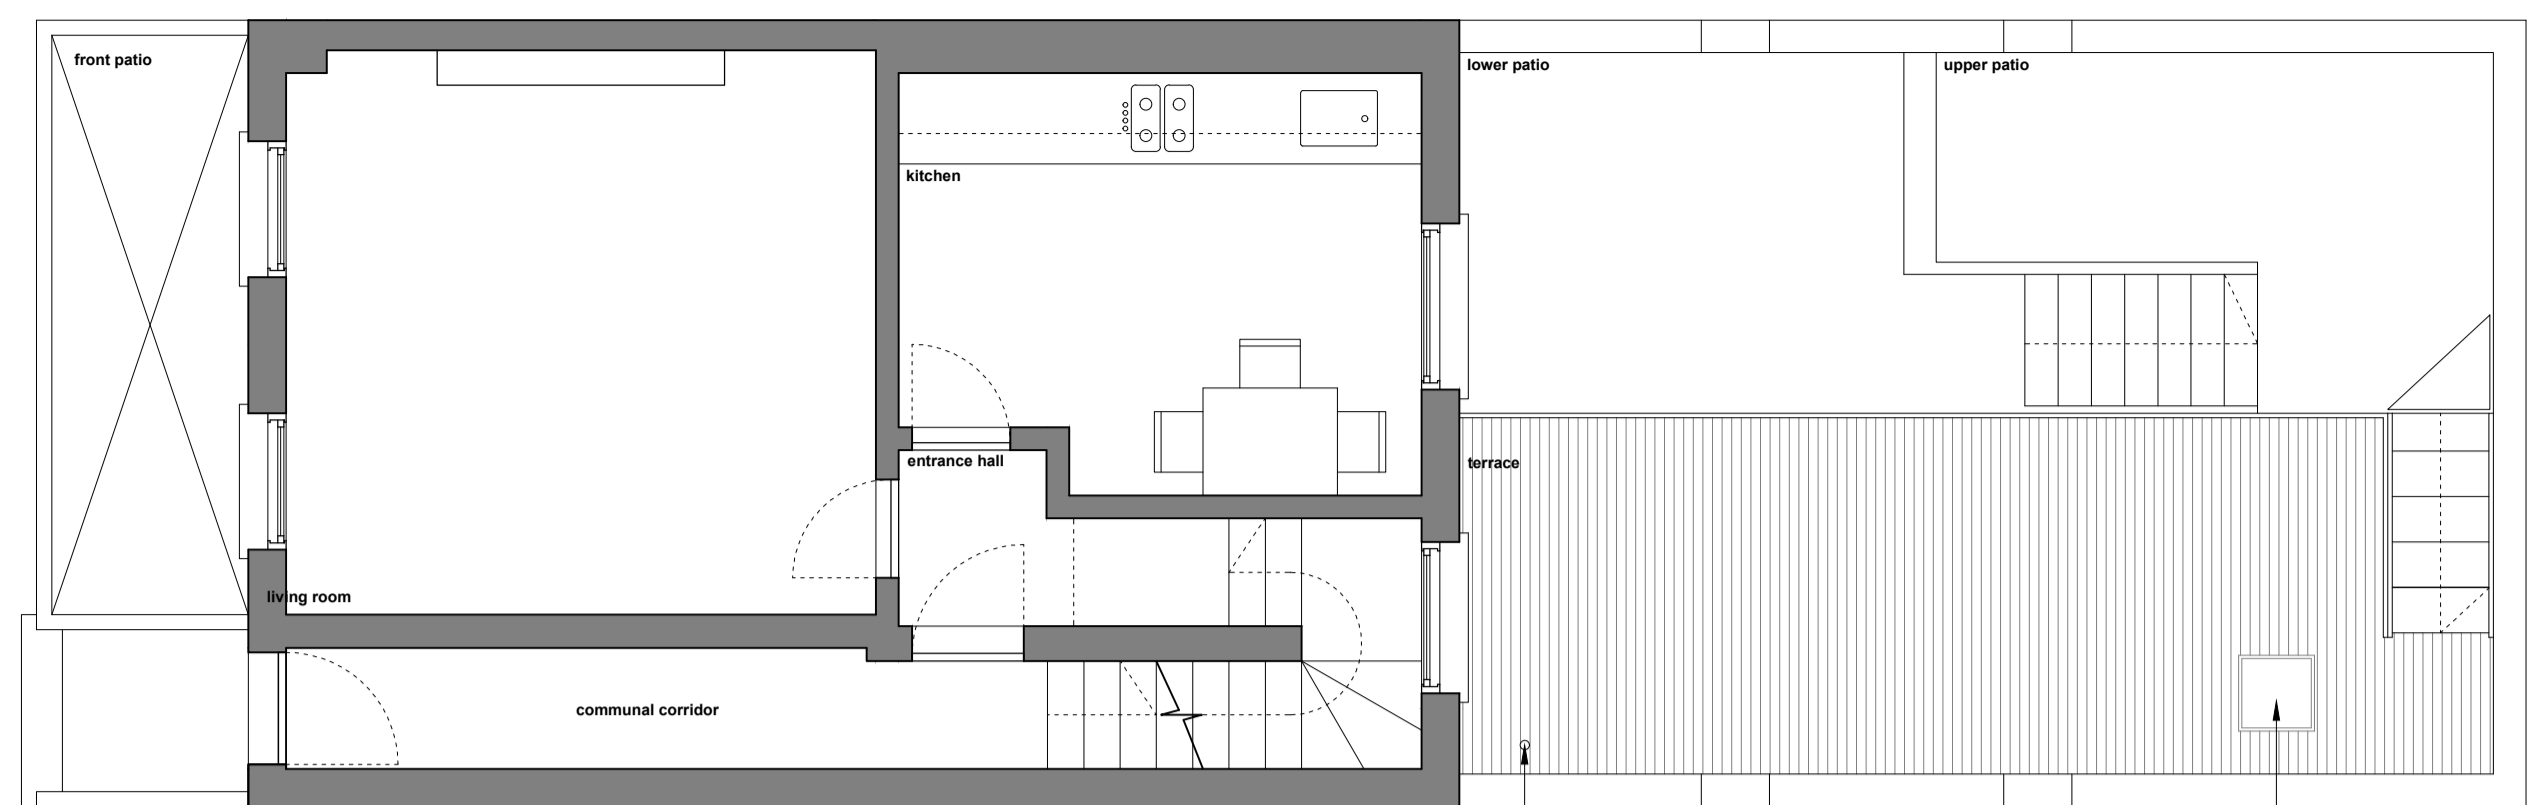 front patio
lower patio
upper patio
kitchen
entrance hall
terrace
living room
communal corridor